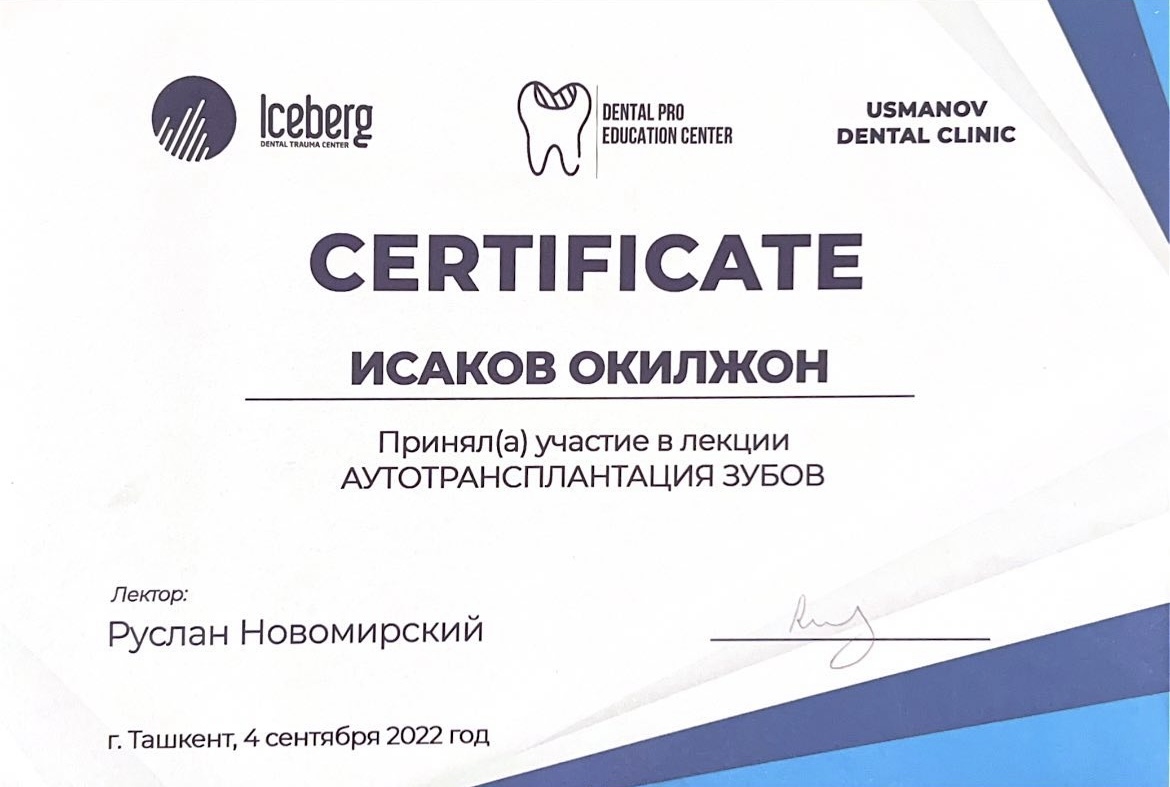 Iceberg
DENTAL TRAUMA CENTER
DENTAL PRO
EDUCATION CENTER
USMANOV
DENTAL CLINIC
CERTIFICATE
ИСАКОВ ОКИЛЖОН
Принял(а) участие в лекции
АУТОТРАНСПЛАНТАЦИЯ ЗУБОВ
Лектор:
Руслан Новомирский
г. Ташкент, 4 сентября 2022 год